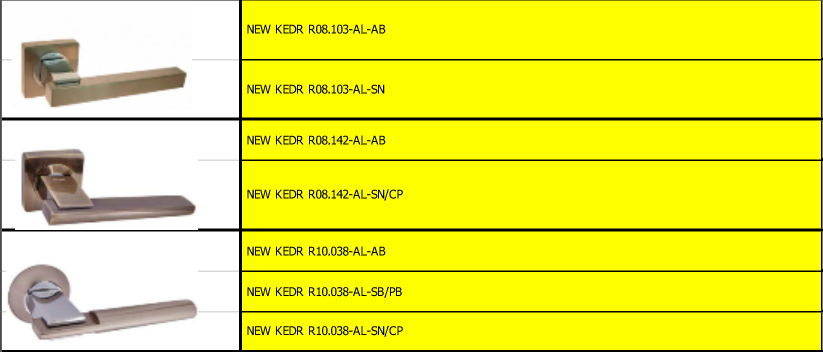 NEW KEDR R08.103-AL-AB
NEW KEDR R08.103-AL-SN
NEW KEDR R08.142-AL-AB
NEW KEDR R08.142-AL-SN/CP
NEW KEDR R10.038-AL-AB
NEW KEDR R10.038-AL-SB/PB
NEW KEDR R10.038-AL-SN/CP